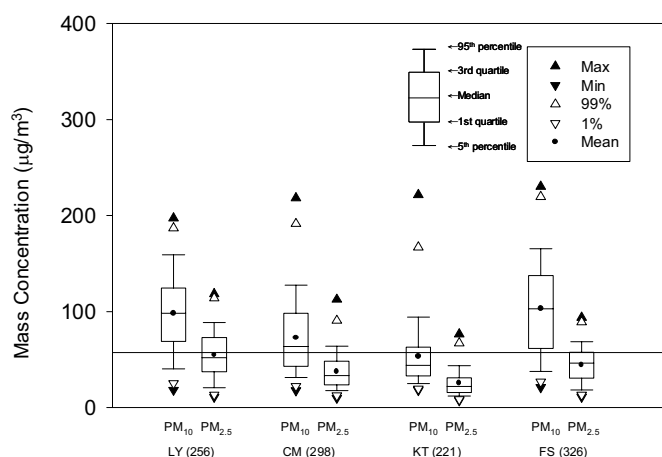 400
300
200
100
0
Mass Concentration (μg/m³)
95th percentile
3rd quartile
Median
1st quartile
5th percentile
Max
Min
99%
1%
Mean
PM₁₀ PM₂.₅ PM₁₀ PM₂.₅ PM₁₀ PM₂.₅ PM₁₀ PM₂.₅
LY (256) CM (298) KT (221) FS (326)